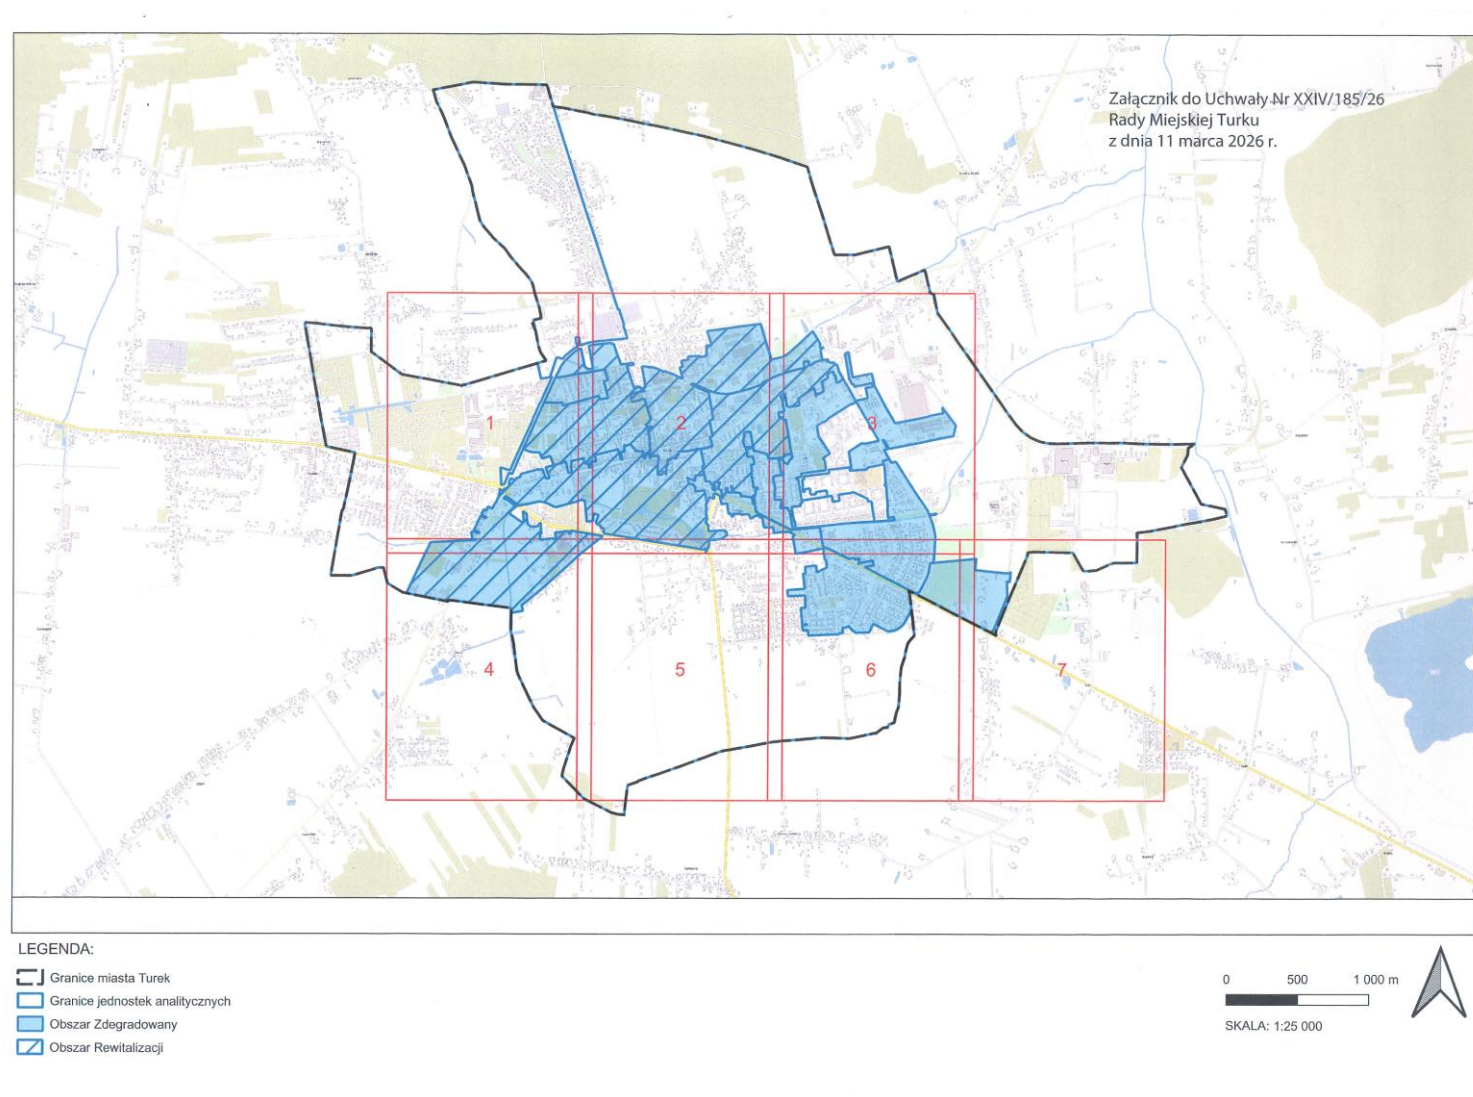 Załącznik do Uchwały Nr XXIV/185/26
Rady Miejskiej Turku
z dnia 11 marca 2026 r.
1
2
3
4
5
6
7
LEGENDA:
Granice miasta Turek
Granice jednostek analitycznych
Obszar Zdegradowany
Obszar Rewitalizacji
0 500 1 000 m
SKALA: 1:25 000